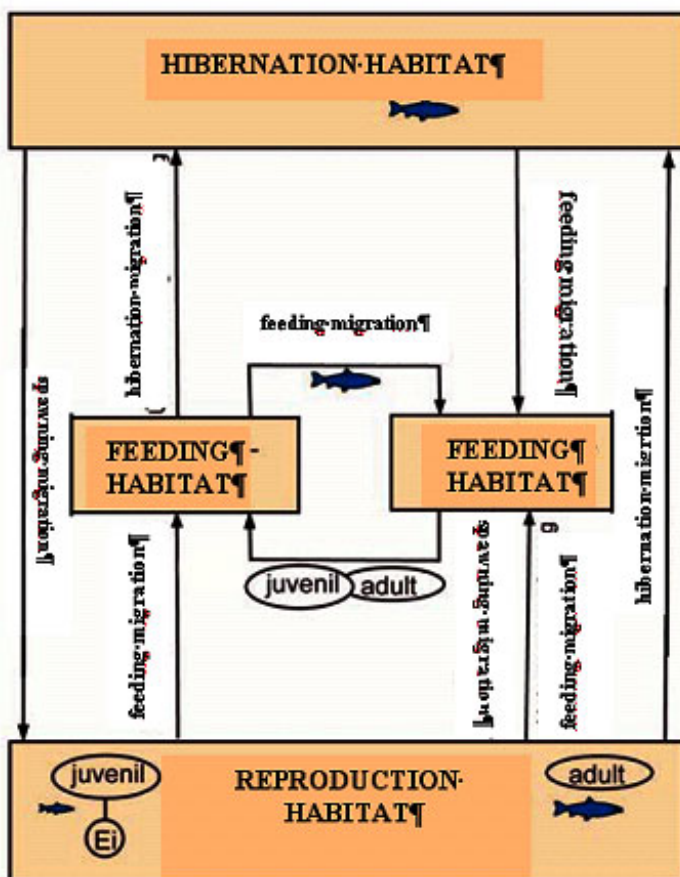 HIBERNATION·HABITAT¶
hibernation·migration¶
feeding·migration¶
feeding·migration¶
spawning·migration¶
hibernation·migrtion¶
FEEDING¶
HABITAT¶
FEEDING¶
HABITAT¶
juvenil
adult
feeding·migration¶
spawning·migration¶
feeding·migration¶
g
juvenil
Ei
REPRODUCTION·
HABITAT¶
adult